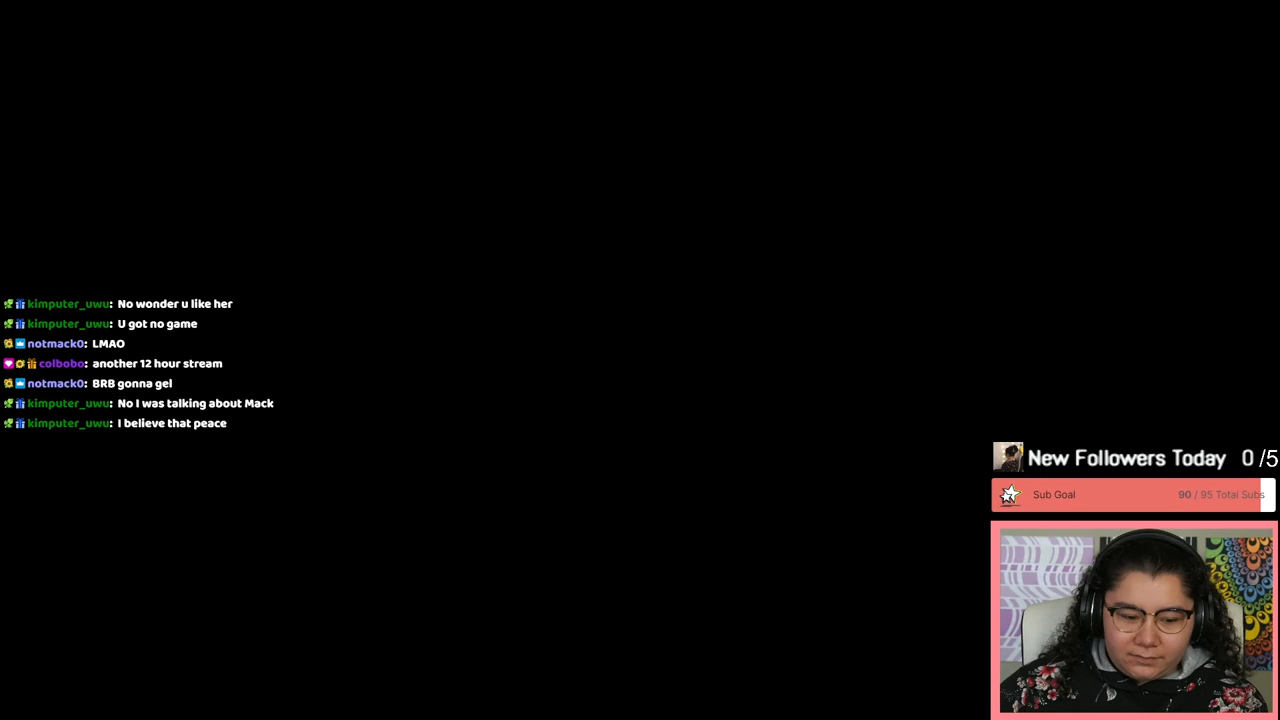 kimputer_uwu: No wonder u like her
kimputer_uwu: U got no game
notmack0: LMAO
colbobo: another 12 hour stream
notmack0: BRB gonna gel
kimputer_uwu: No I was talking about Mack
kimputer_uwu: I believe that peace
New Followers Today 0 /5
Sub Goal 90 / 95 Total Subs